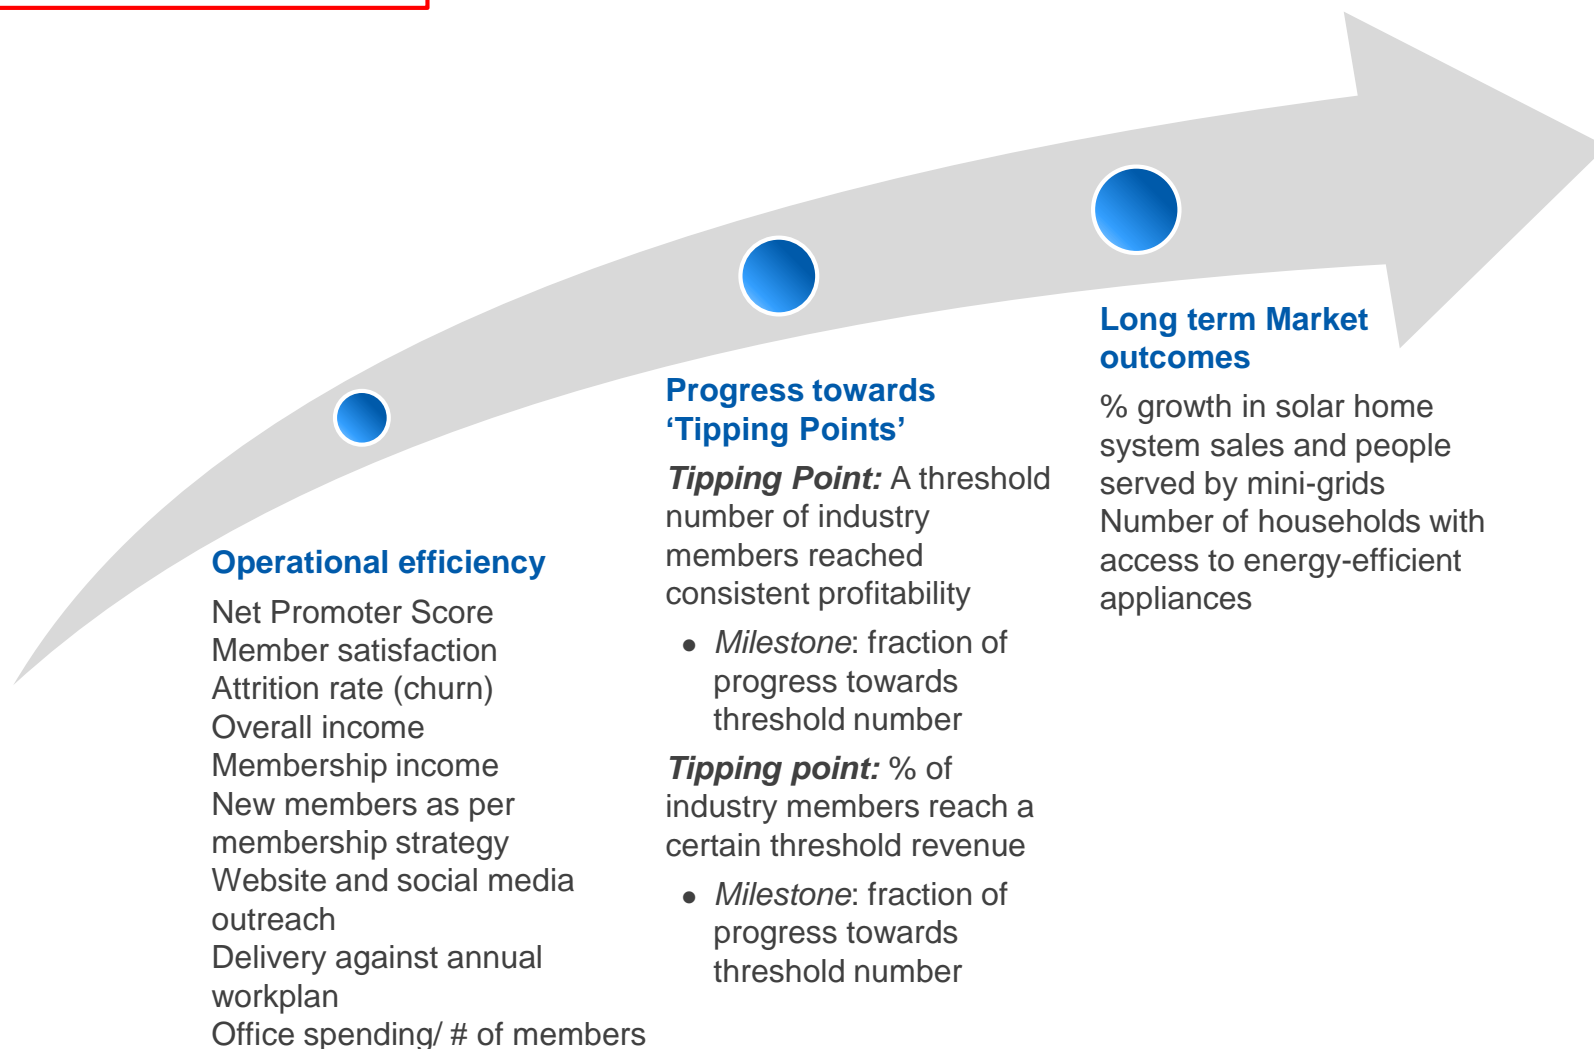 Operational efficiency
Net Promoter Score
Member satisfaction
Attrition rate (churn)
Overall income
Membership income
New members as per
membership strategy
Website and social media
outreach
Delivery against annual
workplan
Office spending/ # of members
Progress towards
‘Tipping Points’
Tipping Point: A threshold
number of industry
members reached
consistent profitability
● Milestone: fraction of
progress towards
threshold number
Tipping point: % of
industry members reach a
certain threshold revenue
● Milestone: fraction of
progress towards
threshold number
Long term Market
outcomes
% growth in solar home
system sales and people
served by mini-grids
Number of households with
access to energy-efficient
appliances